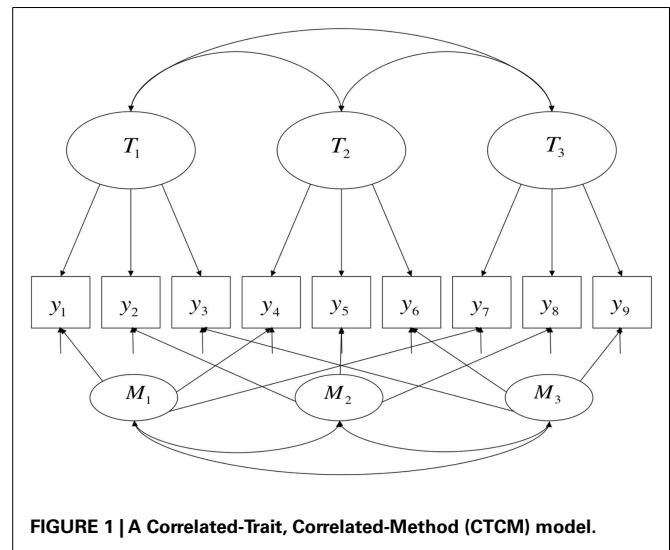 T₁ T₂ T₃
y₁ y₂ y₃ y₄ y₅ y₆ y₇ y₈ y₉
M₁ M₂ M₃
FIGURE 1 | A Correlated-Trait, Correlated-Method (CTCM) model.